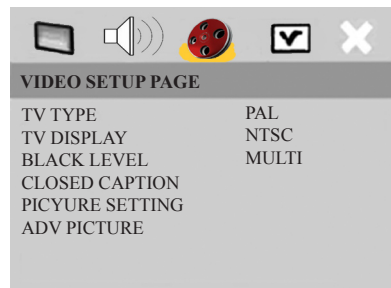 VIDEO SETUP PAGE
TV TYPE PAL
TV DISPLAY NTSC
BLACK LEVEL MULTI
CLOSED CAPTION
PICYURE SETTING
ADV PICTURE